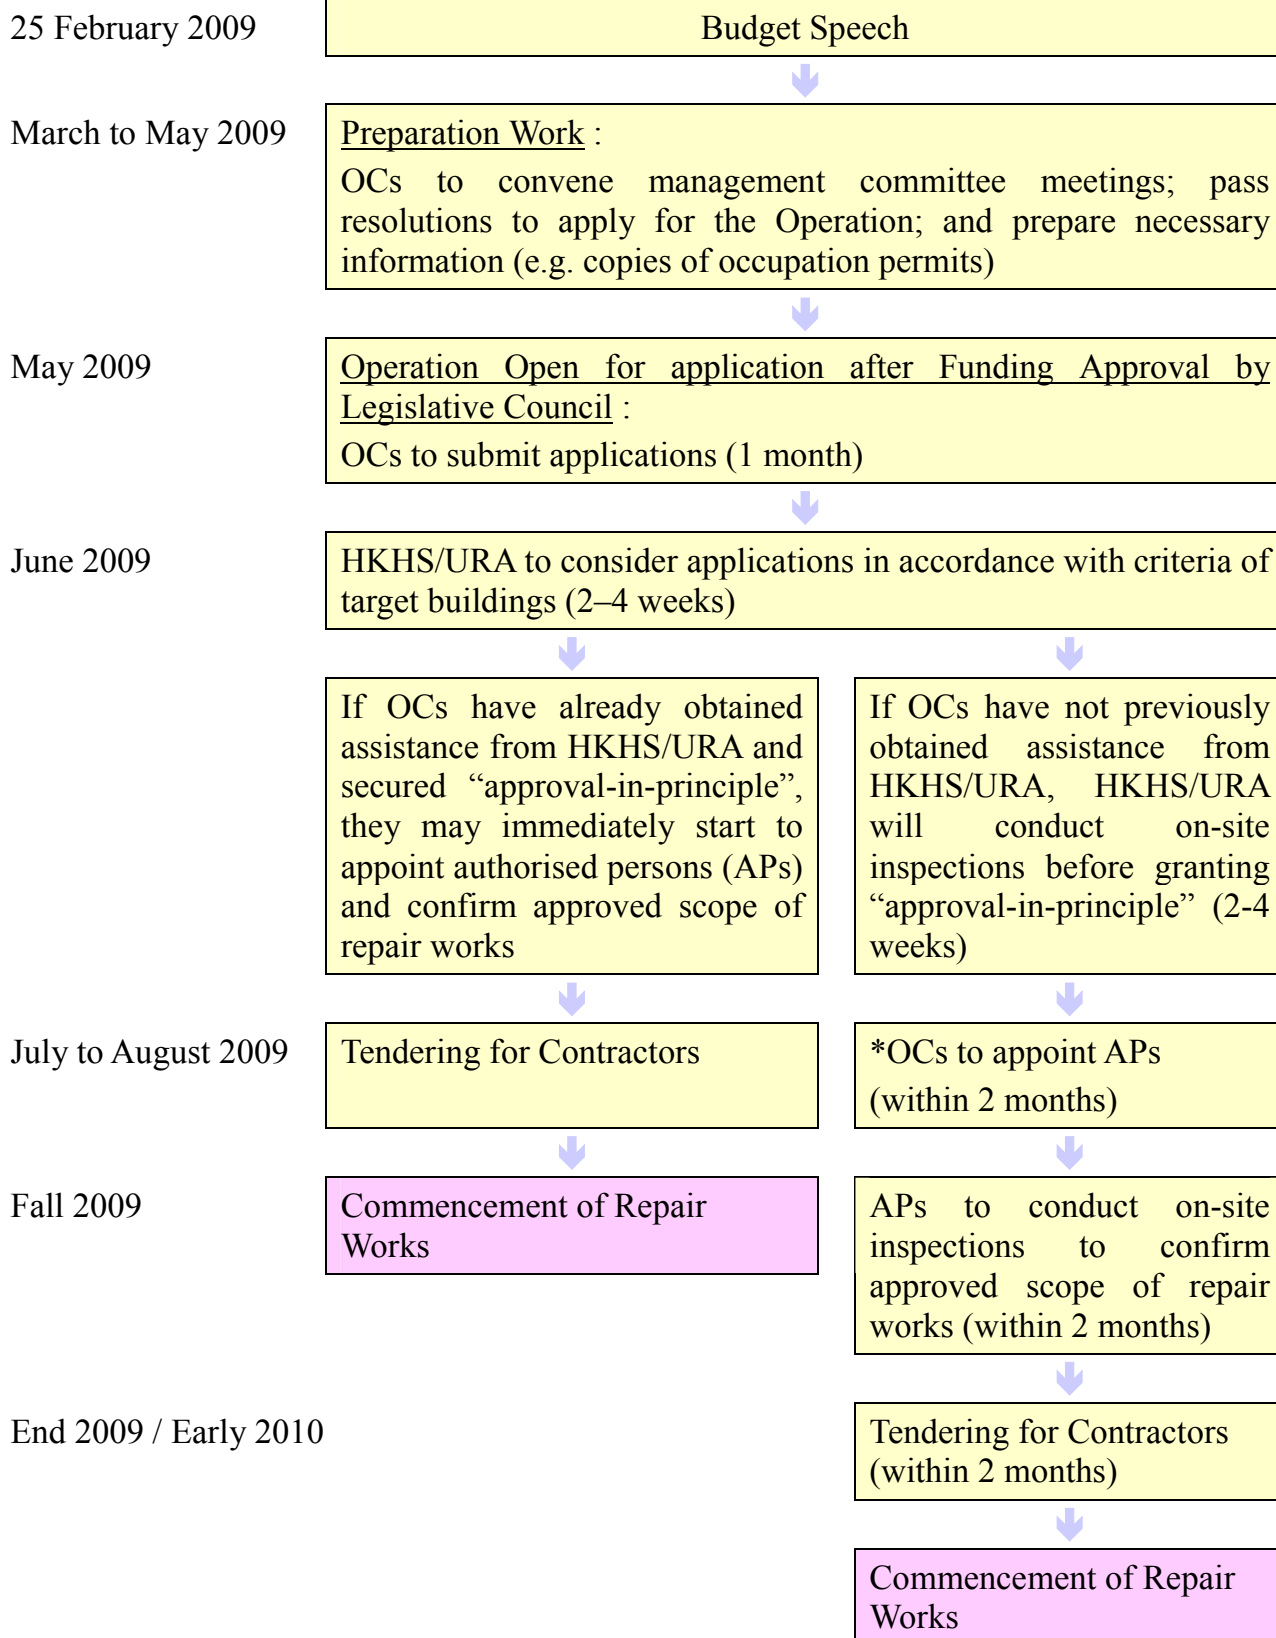 25 February 2009
Budget Speech
March to May 2009
Preparation Work :
OCs to convene management committee meetings; pass
resolutions to apply for the Operation; and prepare necessary
information (e.g. copies of occupation permits)
May 2009
Operation Open for application after Funding Approval by
Legislative Council :
OCs to submit applications (1 month)
June 2009
HKHS/URA to consider applications in accordance with criteria of
target buildings (2–4 weeks)
If OCs have already obtained
assistance from HKHS/URA and
secured “approval-in-principle”,
they may immediately start to
appoint authorised persons (APs)
and confirm approved scope of
repair works
If OCs have not previously
obtained assistance from
HKHS/URA, HKHS/URA
will conduct on-site
inspections before granting
“approval-in-principle” (2-4
weeks)
July to August 2009
Tendering for Contractors
*OCs to appoint APs
(within 2 months)
Fall 2009
Commencement of Repair
Works
APs to conduct on-site
inspections to confirm
approved scope of repair
works (within 2 months)
End 2009 / Early 2010
Tendering for Contractors
(within 2 months)
Commencement of Repair
Works